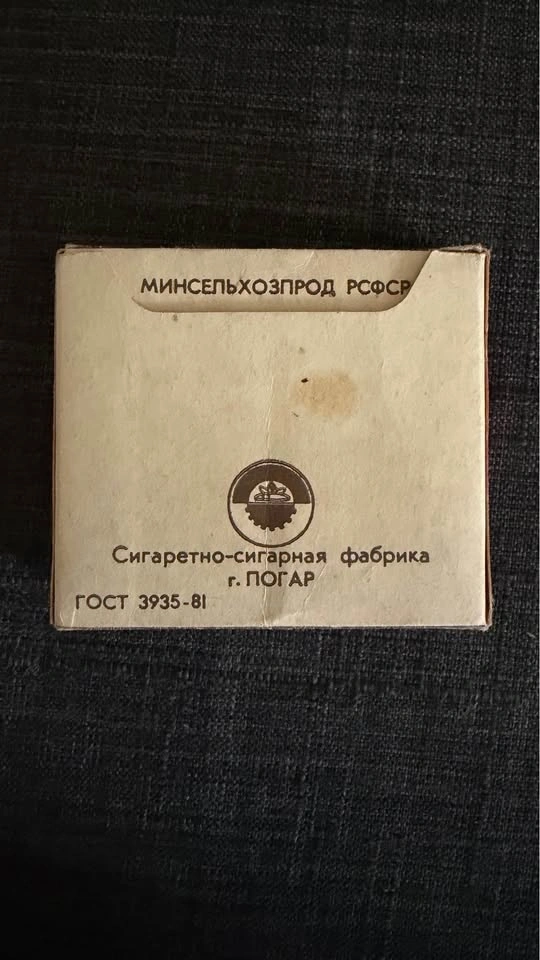 МИНСЕЛЬХОЗПРОД РСФСР
Сигаретно-сигарная фабрика
г. ПОГАР
ГОСТ 3935-81